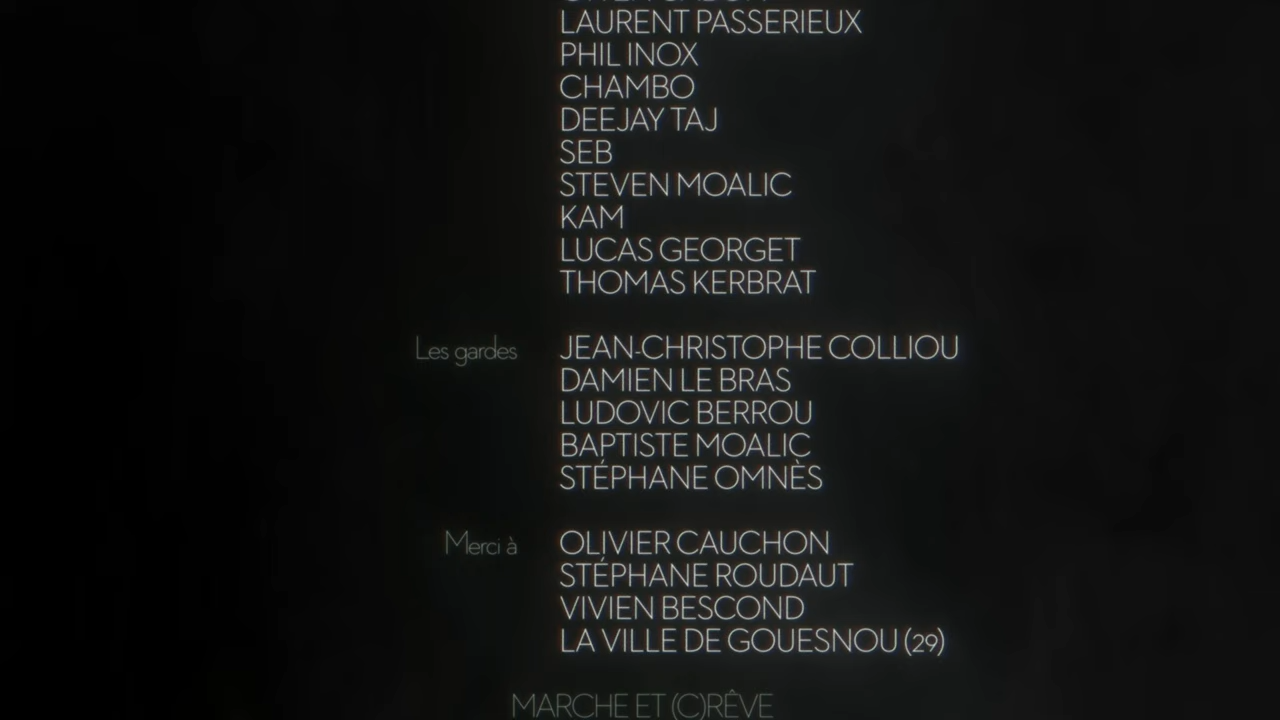 LAURENT PASSERIEUX
PHIL INOX
CHAMBO
DEEJAY TAJ
SEB
STEVEN MOALIC
KAM
LUCAS GEORGET
THOMAS KERBRAT
Les gardes JEAN-CHRISTOPHE COLLIOU
DAMIEN LE BRAS
LUDOVIC BERROU
BAPTISTE MOALIC
STÉPHANE OMNÈS
Merci à OLIVIER CAUCHON
STÉPHANE ROUDAUT
VIVIEN BESCOND
LA VILLE DE GOUESNOU (29)
MARCHE ET (C)RÊVE